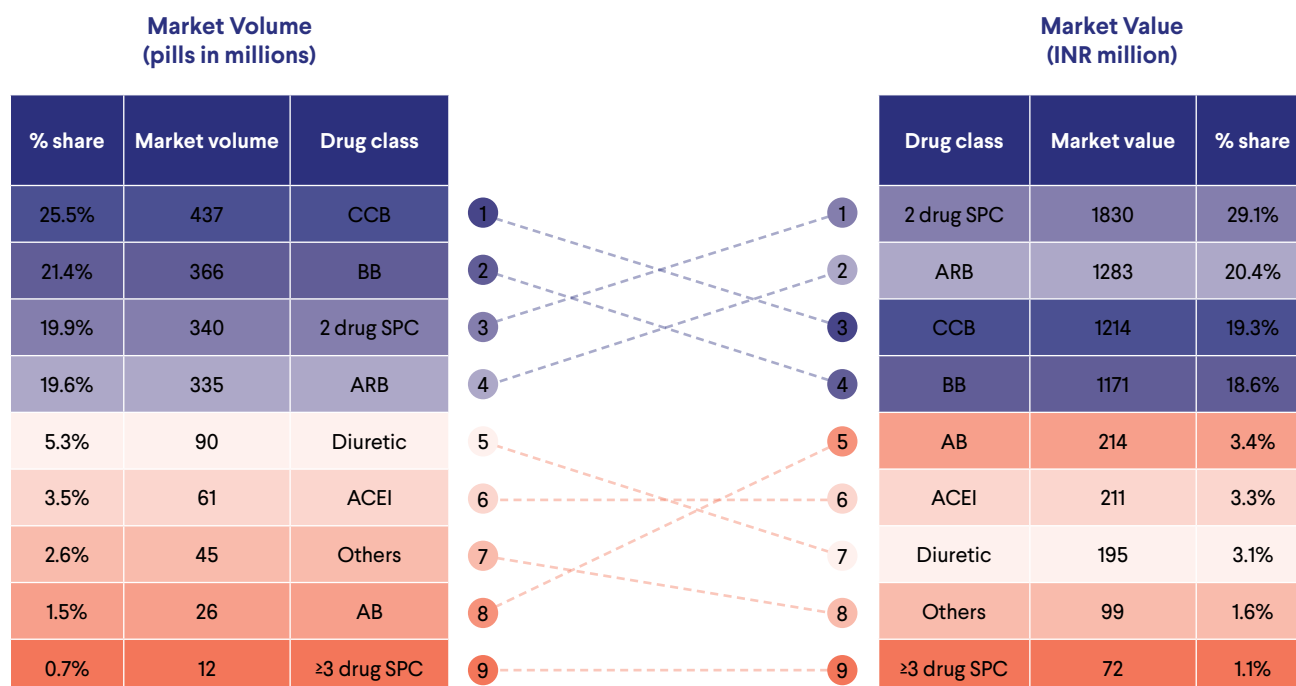 Market Volume
(pills in millions)
Market Value
(INR million)
% share Market volume Drug class
Drug class Market value % share
25.5% 437 CCB 1 1 2 drug SPC 1830 29.1%
21.4% 366 BB 2 2 ARB 1283 20.4%
19.9% 340 2 drug SPC 3 3 CCB 1214 19.3%
19.6% 335 ARB 4 4 BB 1171 18.6%
5.3% 90 Diuretic 5 5 AB 214 3.4%
3.5% 61 ACEI 6 6 ACEI 211 3.3%
2.6% 45 Others 7 7 Diuretic 195 3.1%
1.5% 26 AB 8 8 Others 99 1.6%
0.7% 12 ≥3 drug SPC 9 9 ≥3 drug SPC 72 1.1%